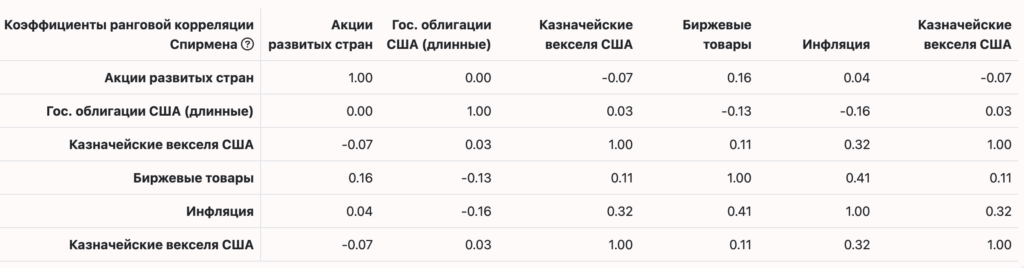 Коэффициенты ранговой корреляции Спирмена ? Акции развитых стран Гос. облигации США (длинные) Казначейские векселя США Биржевые товары Инфляция Казначейские векселя США
Акции развитых стран 1.00 0.00 -0.07 0.16 0.04 -0.07
Гос. облигации США (длинные) 0.00 1.00 0.03 -0.13 -0.16 0.03
Казначейские векселя США -0.07 0.03 1.00 0.11 0.32 1.00
Биржевые товары 0.16 -0.13 0.11 1.00 0.41 0.11
Инфляция 0.04 -0.16 0.32 0.41 1.00 0.32
Казначейские векселя США -0.07 0.03 1.00 0.11 0.32 1.00